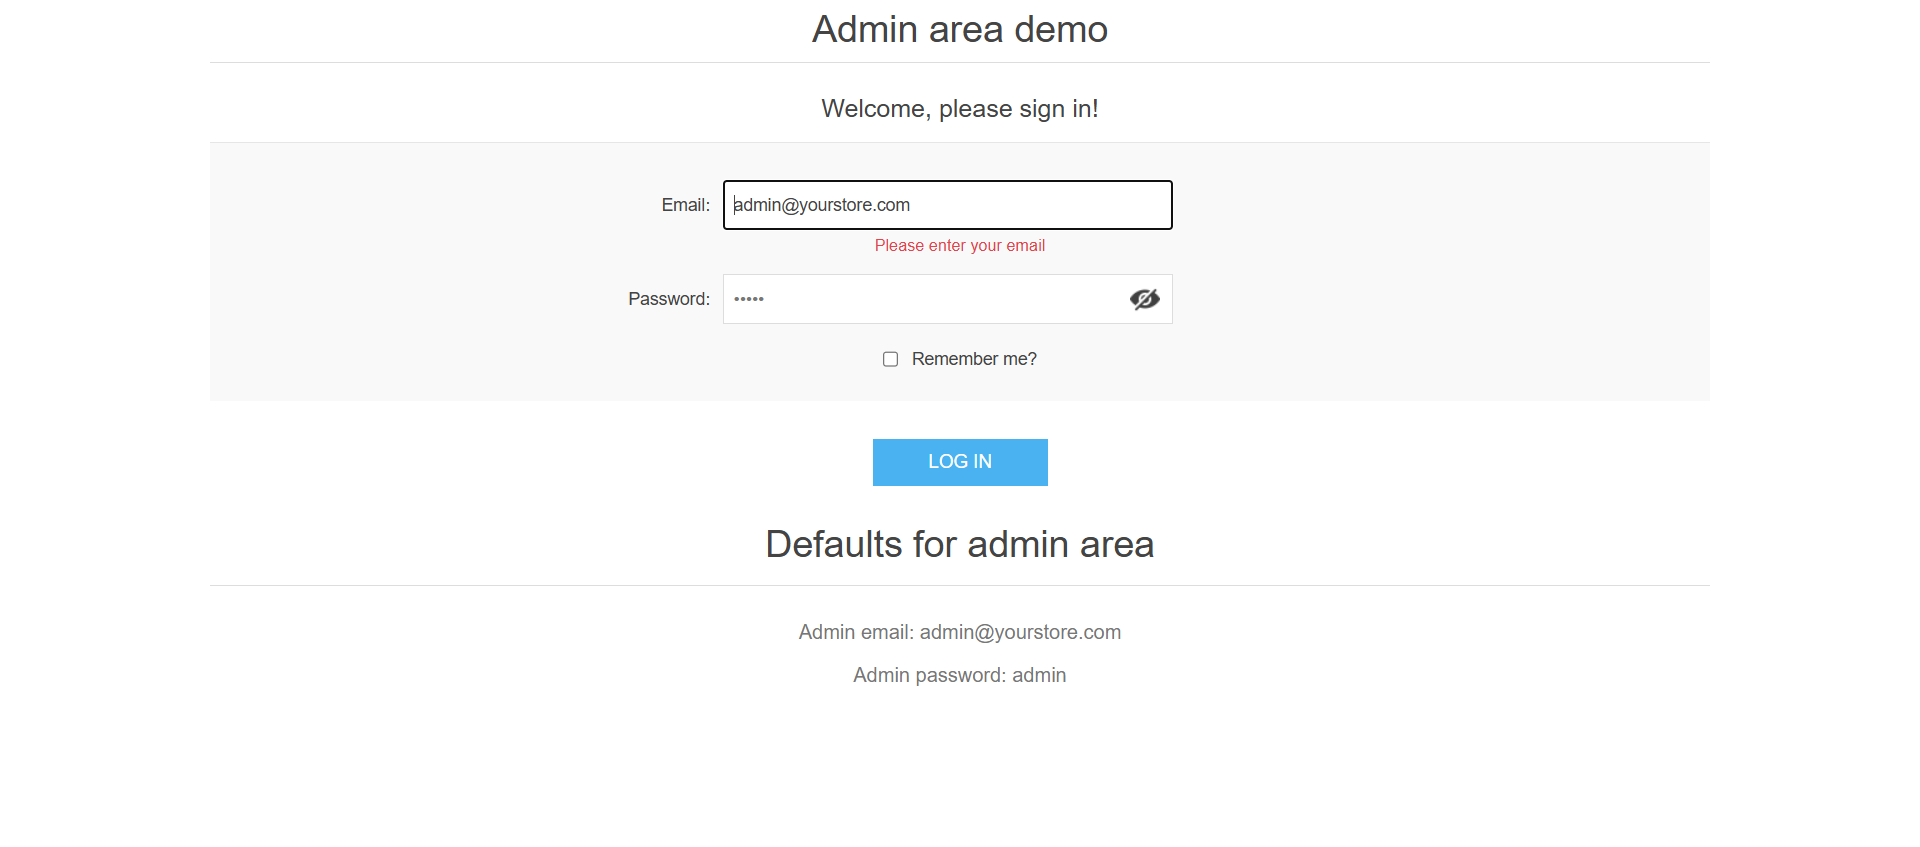 Admin area demo
Welcome, please sign in!
Email: admin@yourstore.com
Please enter your email
Password: •••••
Remember me?
LOG IN
Defaults for admin area
Admin email: admin@yourstore.com
Admin password: admin